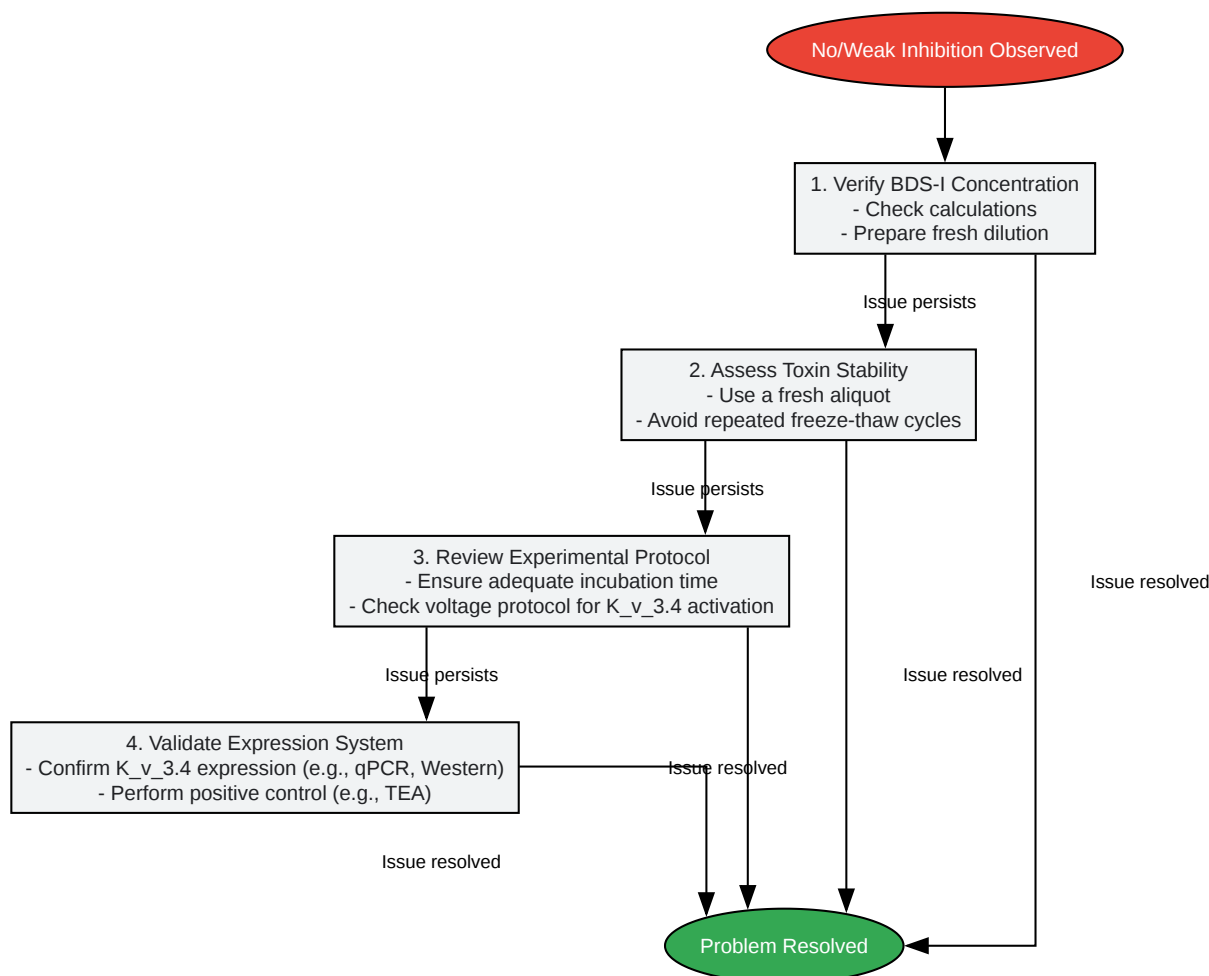 No/Weak Inhibition Observed
1. Verify BDS-I Concentration
- Check calculations
- Prepare fresh dilution
Issue persists
2. Assess Toxin Stability
- Use a fresh aliquot
- Avoid repeated freeze-thaw cycles
Issue persists
3. Review Experimental Protocol
- Ensure adequate incubation time
- Check voltage protocol for K_v_3.4 activation
Issue resolved
Issue persists
Issue resolved
4. Validate Expression System
- Confirm K_v_3.4 expression (e.g., qPCR, Western)
- Perform positive control (e.g., TEA)
Issue resolved
Issue resolved
Problem Resolved